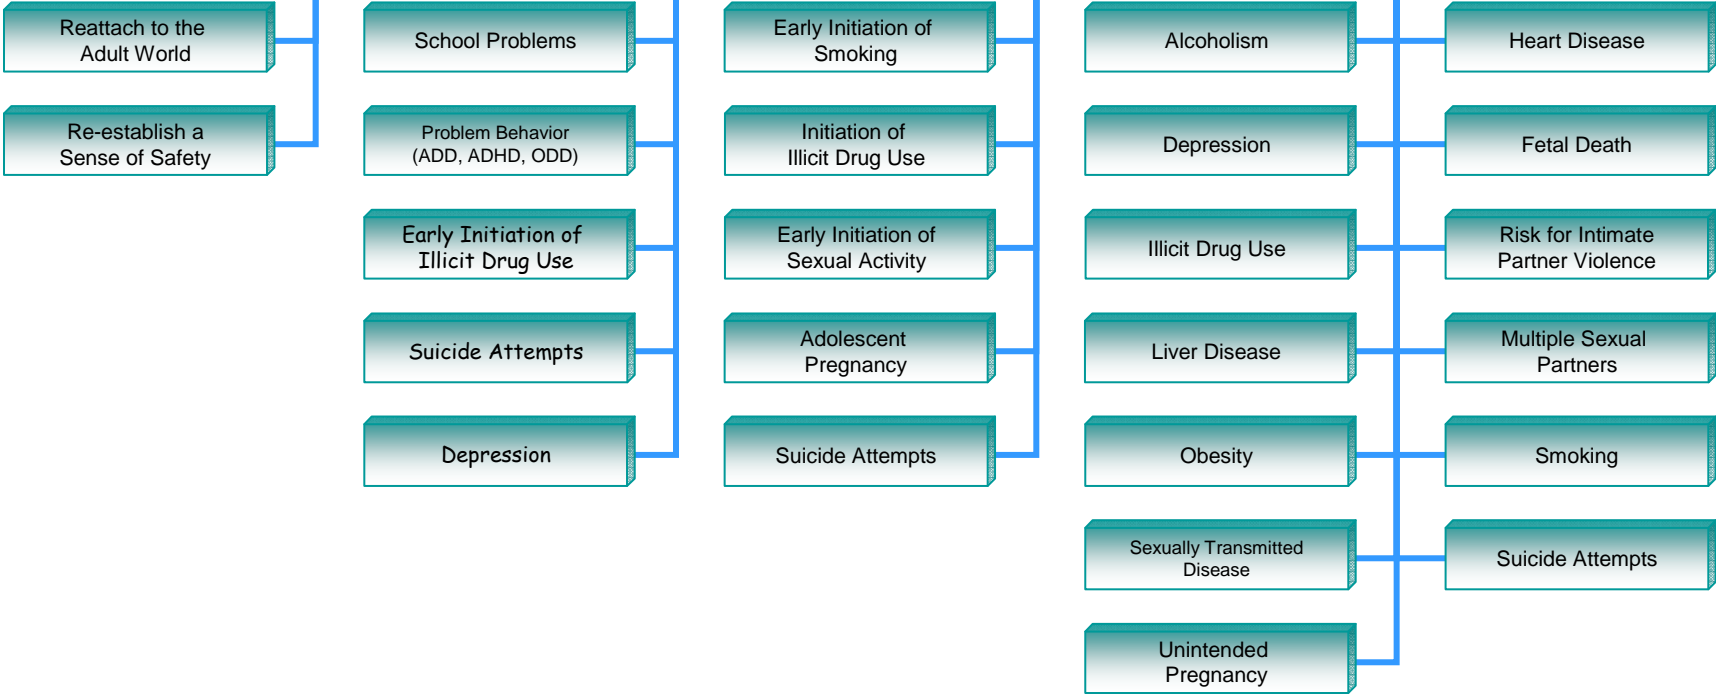 Reattach to the
Adult World
Re-establish a
Sense of Safety
School Problems
Problem Behavior
(ADD, ADHD, ODD)
Early Initiation of
Illicit Drug Use
Suicide Attempts
Depression
Early Initiation of
Smoking
Initiation of
Illicit Drug Use
Early Initiation of
Sexual Activity
Adolescent
Pregnancy
Suicide Attempts
Alcoholism
Depression
Illicit Drug Use
Liver Disease
Obesity
Sexually Transmitted
Disease
Unintended
Pregnancy
Heart Disease
Fetal Death
Risk for Intimate
Partner Violence
Multiple Sexual
Partners
Smoking
Suicide Attempts